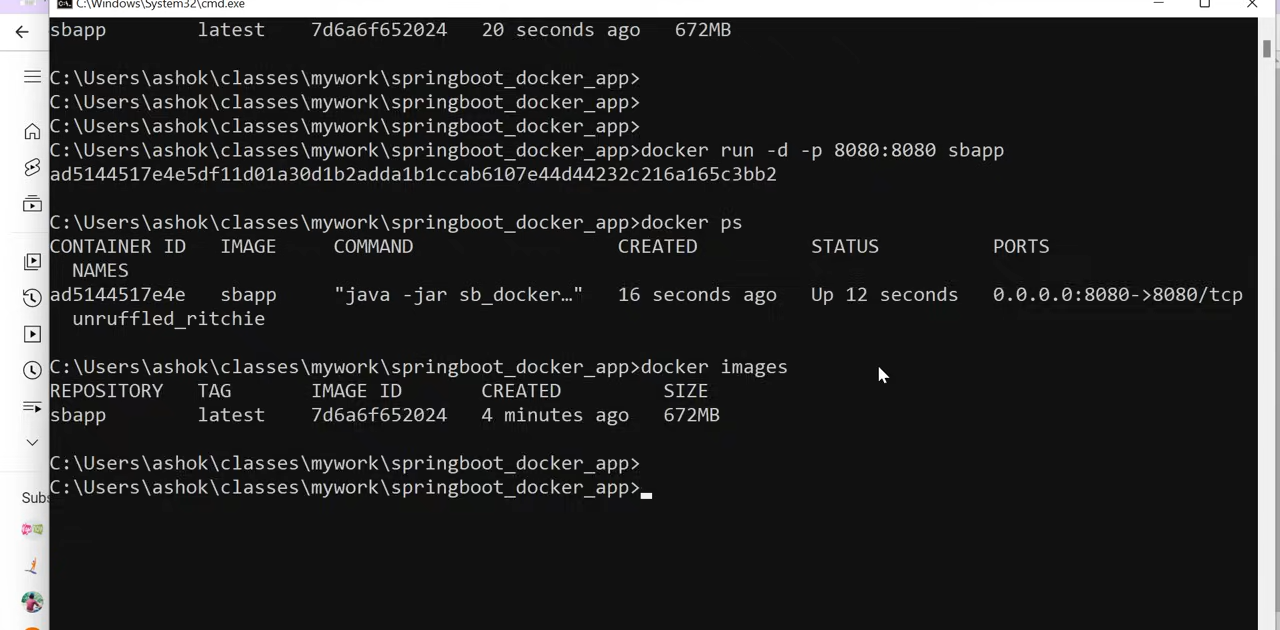 C:\Windows\System32\cmd.exe
sbapp latest 7d6a6f652024 20 seconds ago 672MB
C:\Users\ashok\classes\mywork\springboot_docker_app>
C:\Users\ashok\classes\mywork\springboot_docker_app>
C:\Users\ashok\classes\mywork\springboot_docker_app>
C:\Users\ashok\classes\mywork\springboot_docker_app>docker run -d -p 8080:8080 sbapp
ad5144517e4e5df11d01a30d1b2adda1b1ccab6107e44d44232c216a165c3bb2
C:\Users\ashok\classes\mywork\springboot_docker_app>docker ps
CONTAINER ID IMAGE COMMAND CREATED STATUS PORTS
NAMES
ad5144517e4e sbapp "java -jar sb_docker…" 16 seconds ago Up 12 seconds 0.0.0.0:8080->8080/tcp
unruffled_ritchie
C:\Users\ashok\classes\mywork\springboot_docker_app>docker images
REPOSITORY TAG IMAGE ID CREATED SIZE
sbapp latest 7d6a6f652024 4 minutes ago 672MB
C:\Users\ashok\classes\mywork\springboot_docker_app>
C:\Users\ashok\classes\mywork\springboot_docker_app>
Subs